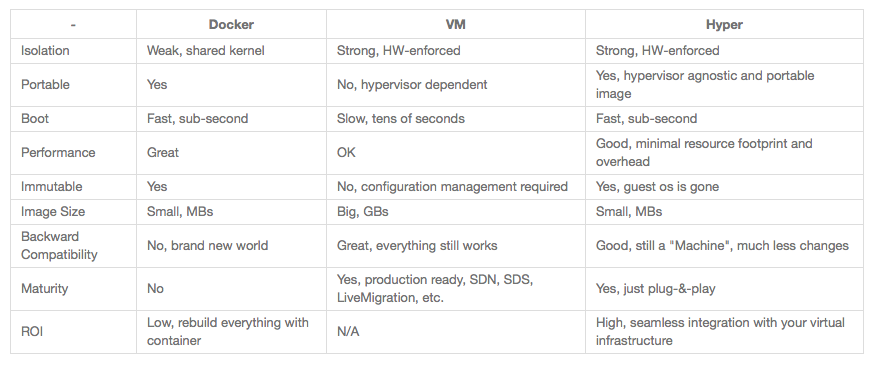 - Docker VM Hyper
Isolation Weak, shared kernel Strong, HW-enforced Strong, HW-enforced
Portable Yes No, hypervisor dependent Yes, hypervisor agnostic and portable
image
Boot Fast, sub-second Slow, tens of seconds Fast, sub-second
Performance Great OK Good, minimal resource footprint and
overhead
Immutable Yes No, configuration management required Yes, guest os is gone
Image Size Small, MBs Big, GBs Small, MBs
Backward
Compatibility No, brand new world Great, everything still works Good, still a "Machine", much less changes
Maturity No Yes, production ready, SDN, SDS,
LiveMigration, etc. Yes, just plug-&-play
ROI Low, rebuild everything with
container N/A High, seamless integration with your virtual
infrastructure